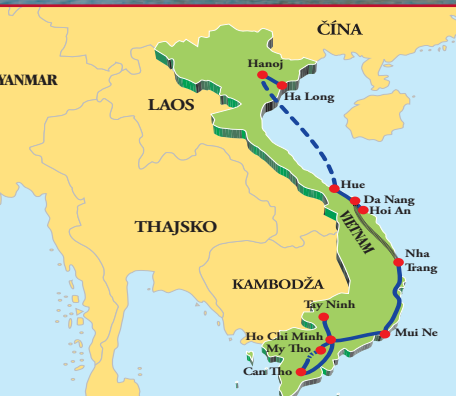 ČÍNA
Hanoj
YANMAR
Ha Long
LAOS
Hue
Da Nang
Hoi An
VIETNAM
THAJSKO
Nha
Trang
KAMBODŽA
Tay Ninh
Ho Chi Minh
Mui Ne
My Tho
Can Tho